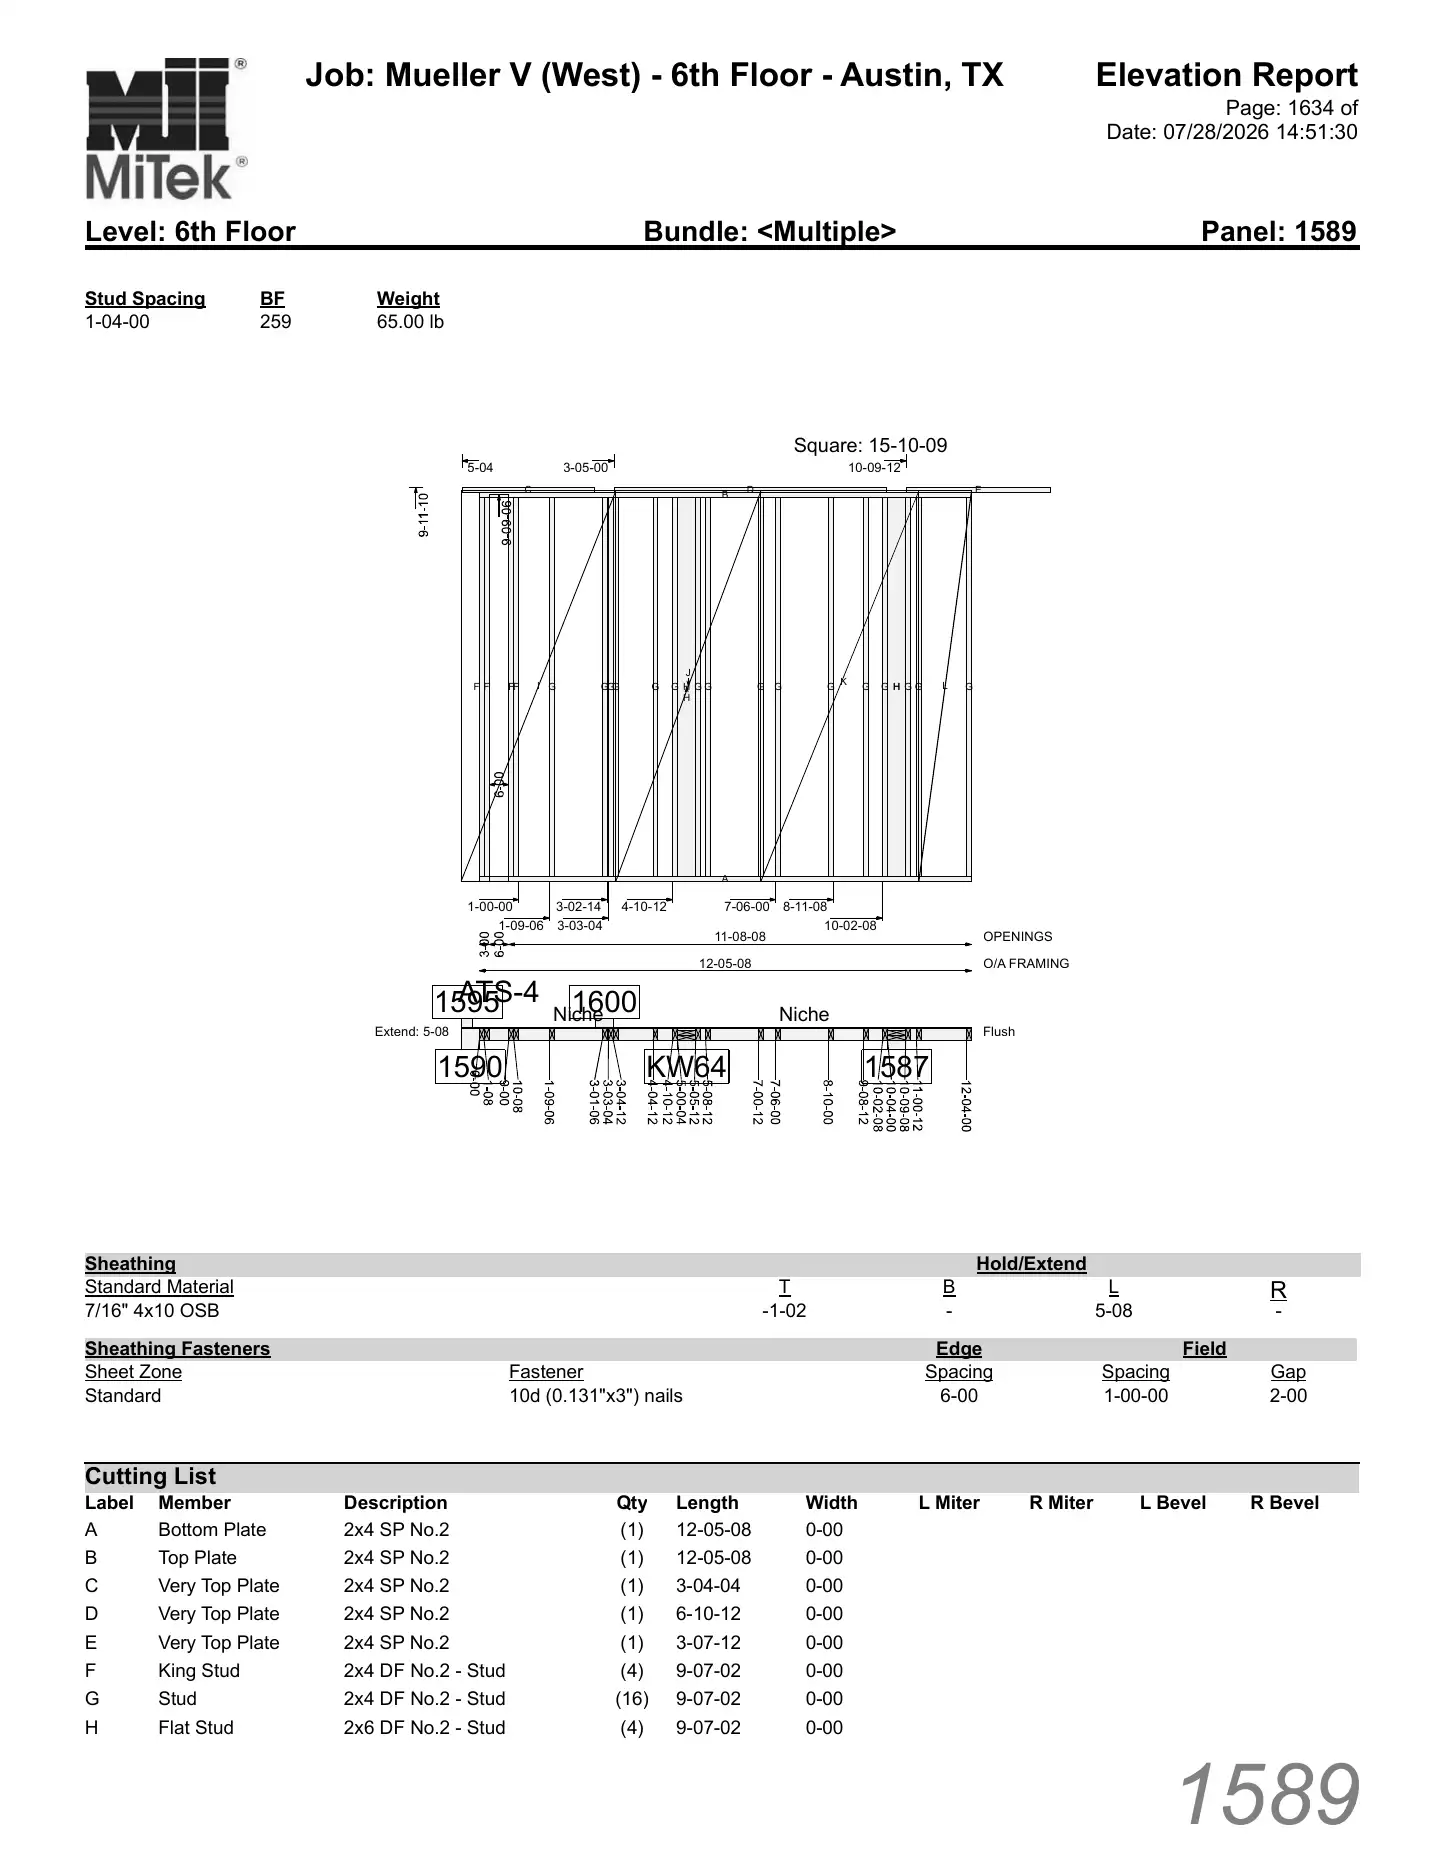 Job: Mueller V (West) - 6th Floor - Austin, TX
Elevation Report
Page: 1634 of
Date: 07/28/2026 14:51:30
MiTek
Level: 6th Floor Bundle: <Multiple> Panel: 1589
Stud Spacing BF Weight
1-04-00 259 65.00 lb
Square: 15-10-09
5-04 3-05-00 10-09-12
C D B E
9-11-10
9-09-06
J
F F F F I G G G G G G H G G G G G K G G H G G L G
H
6-00
A
1-00-00 3-02-14 4-10-12 7-06-00 8-11-08
1-09-06 3-03-04 10-02-08
3-00 6-00 11-08-08 OPENINGS
12-05-08 O/A FRAMING
ATS-4
1595 1600
Niche Niche
Extend: 5-08 Flush
1590 KW64 1587
0-00 1-08 9-00 10-08 1-09-06 3-01-06 3-03-04 3-04-12 4-04-12 4-10-12 5-00-04 5-05-12 5-08-12 7-00-12 7-06-00 8-10-00 9-08-12 10-02-08 10-04-00 10-09-08 11-00-12 12-04-00
Sheathing Hold/Extend
Standard Material T B L R
7/16" 4x10 OSB -1-02 - 5-08 -
Sheathing Fasteners Edge Field
Sheet Zone Fastener Spacing Spacing Gap
Standard 10d (0.131"x3") nails 6-00 1-00-00 2-00
Cutting List
Label Member Description Qty Length Width L Miter R Miter L Bevel R Bevel
A Bottom Plate 2x4 SP No.2 (1) 12-05-08 0-00
B Top Plate 2x4 SP No.2 (1) 12-05-08 0-00
C Very Top Plate 2x4 SP No.2 (1) 3-04-04 0-00
D Very Top Plate 2x4 SP No.2 (1) 6-10-12 0-00
E Very Top Plate 2x4 SP No.2 (1) 3-07-12 0-00
F King Stud 2x4 DF No.2 - Stud (4) 9-07-02 0-00
G Stud 2x4 DF No.2 - Stud (16) 9-07-02 0-00
H Flat Stud 2x6 DF No.2 - Stud (4) 9-07-02 0-00
1589